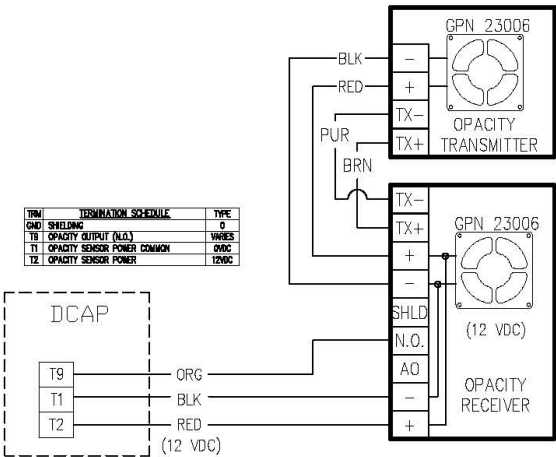 GPN 23006
BLK
-
RED
+
TX-
PUR
TX+
BRN
OPACITY
TRANSMITTER
TX-
TX+
GPN 23006
+
-
SHLD
(12 VDC)
N.O.
AO
OPACITY
RECEIVER
-
+
TRM TERMINATION SCHEDULE TYPE
GND SHIELDING 0
T9 OPACITY OUTPUT (N.O.) VARIES
T1 OPACITY SENSOR POWER COMMON 0VDC
T2 OPACITY SENSOR POWER 12VDC
DCAP
T9 ORG
T1 BLK
T2 RED
(12 VDC)